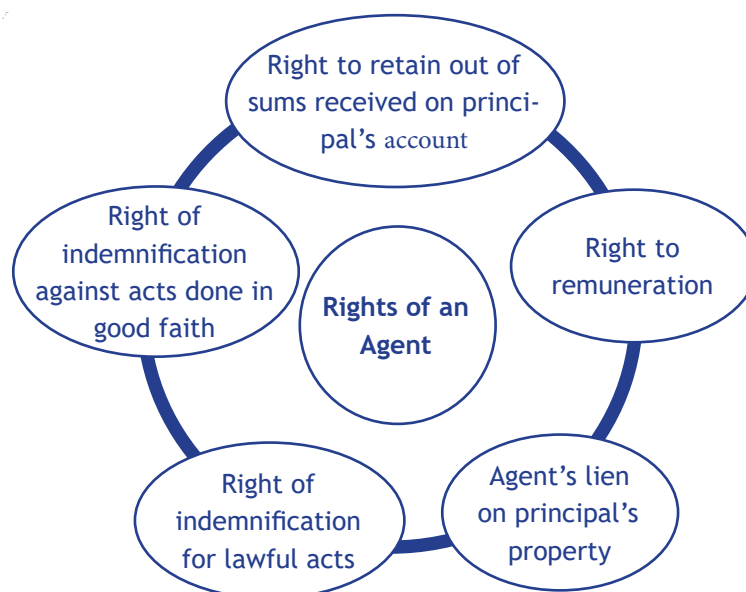 Right to retain out of
sums received on princi-
pal’s account
Right to
remuneration
Agent’s lien
on principal’s
property
Right of
indemnification
for lawful acts
Right of
indemnification
against acts done in
good faith
Rights of an
Agent